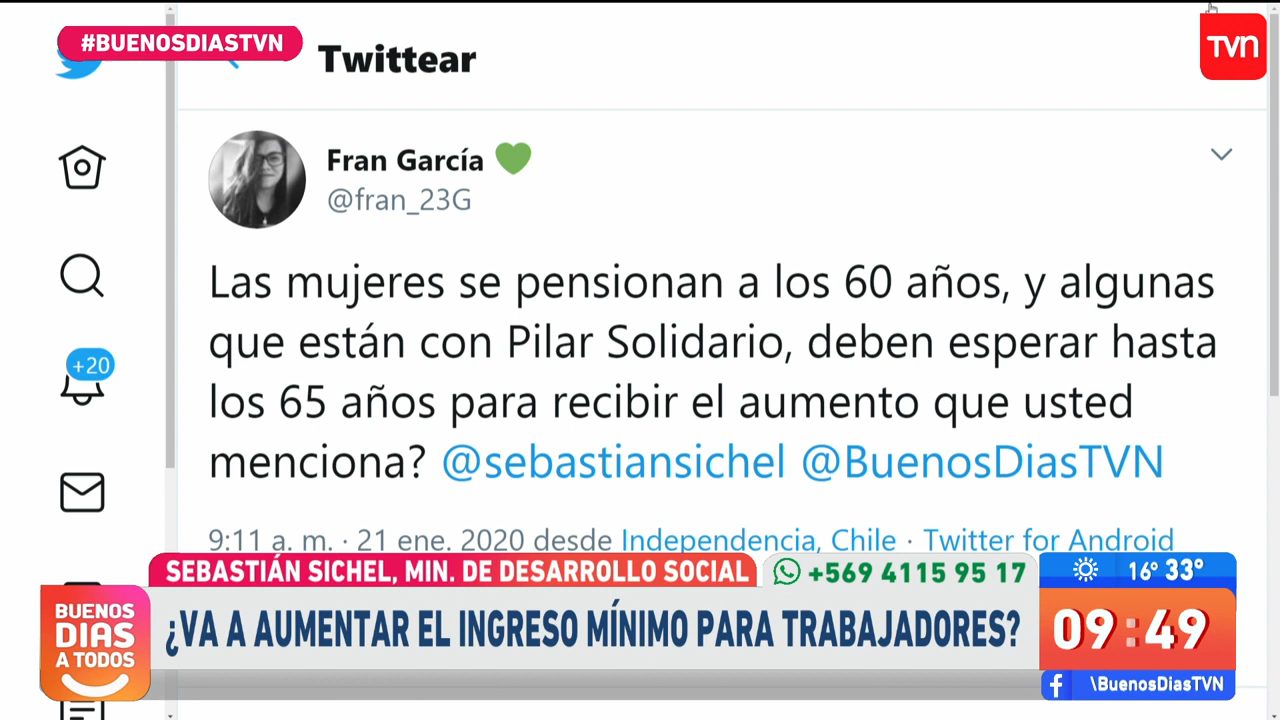 #BUENOSDIASTVN
Twittear
TVN
Fran García
@fran_23G
Las mujeres se pensionan a los 60 años, y algunas
que están con Pilar Solidario, deben esperar hasta
los 65 años para recibir el aumento que usted
menciona? @sebastiansichel @BuenosDiasTVN
+20
9:11 a. m. · 21 ene. 2020 desde Independencia, Chile · Twitter for Android
SEBASTIÁN SICHEL, MIN. DE DESARROLLO SOCIAL
+569 4115 95 17
16° 33°
BUENOS
DIAS
A TODOS
¿VA A AUMENTAR EL INGRESO MÍNIMO PARA TRABAJADORES?
09:49
\BuenosDiasTVN